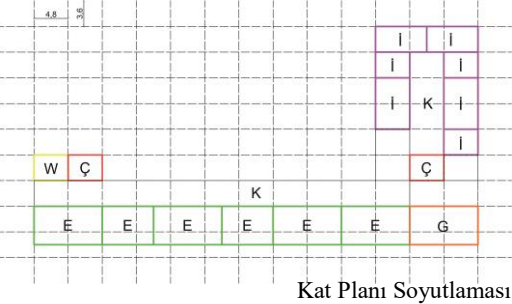 4,8 3,6
İ İ
İ İ
İ K İ
İ
W Ç Ç
K
E E E E E E G
Kat Planı Soyutlaması